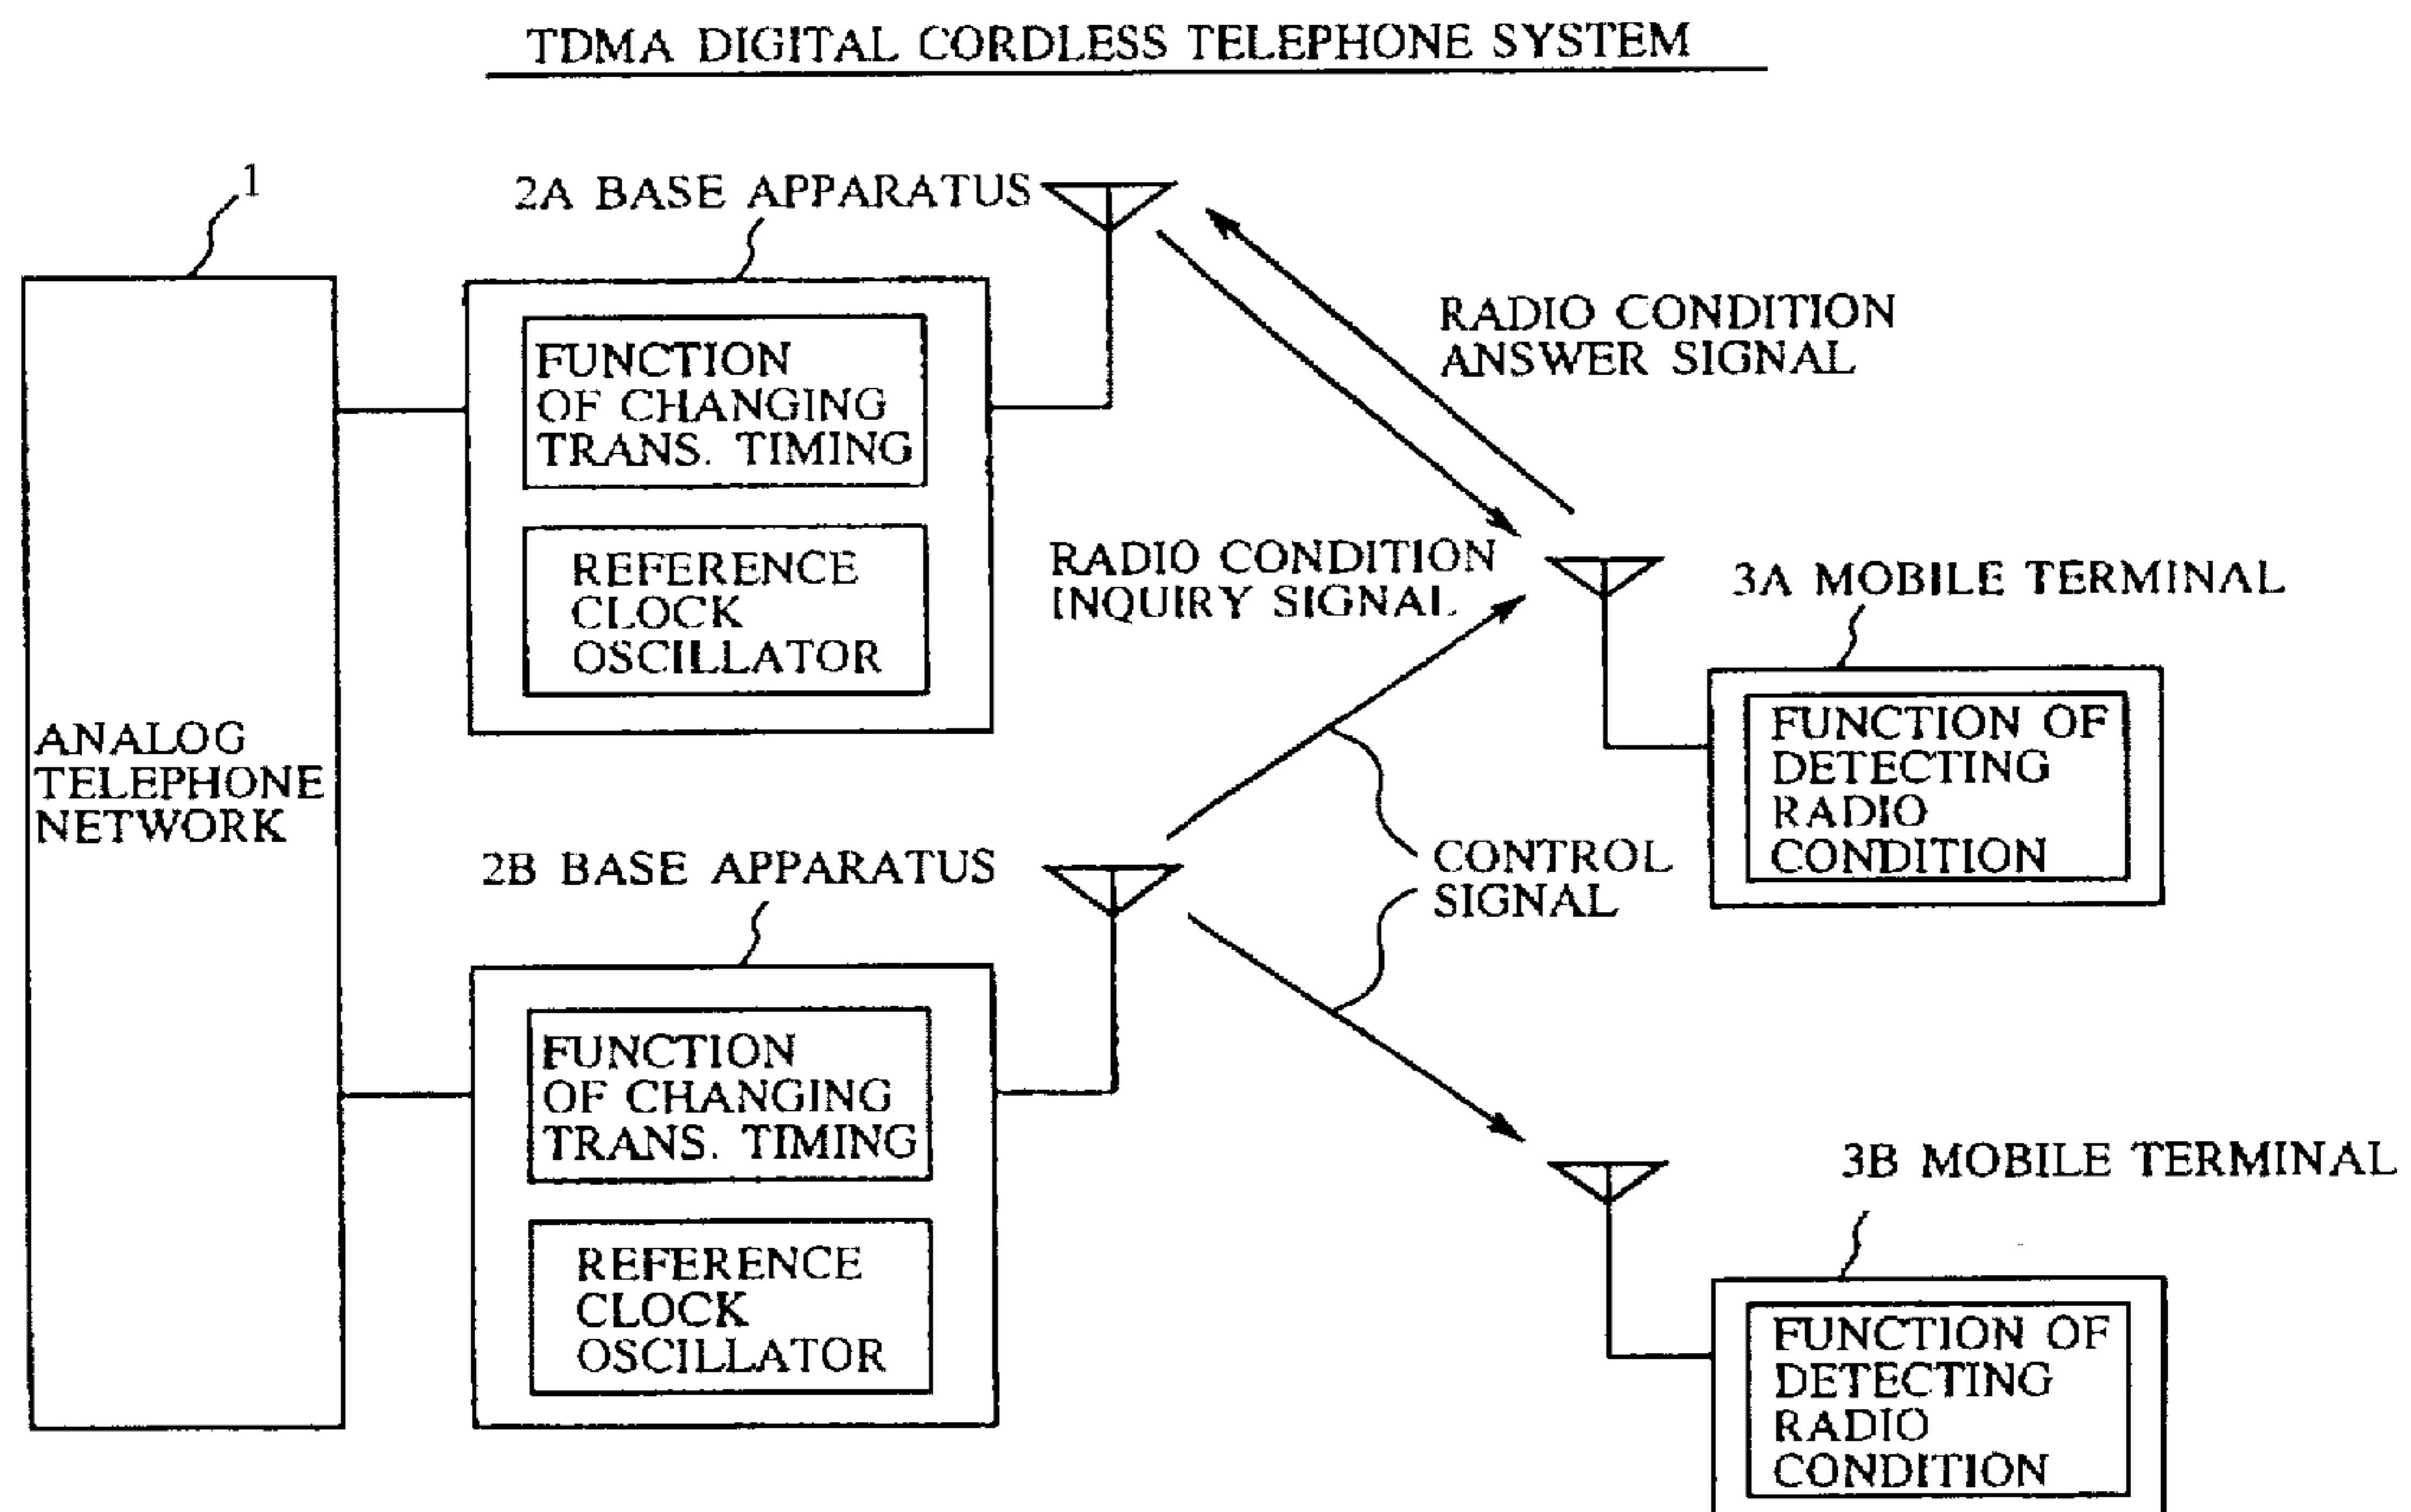 TDMA DIGITAL CORDLESS TELEPHONE SYSTEM
1
2A BASE APPARATUS
FUNCTION
OF CHANGING
TRANS. TIMING
REFERENCE
CLOCK
OSCILLATOR
RADIO CONDITION
ANSWER SIGNAL
RADIO CONDITION
INQUIRY SIGNAL
3A MOBILE TERMINAL
FUNCTION OF
DETECTING
RADIO
CONDITION
ANALOG
TELEPHONE
NETWORK
CONTROL
SIGNAL
2B BASE APPARATUS
FUNCTION
OF CHANGING
TRANS. TIMING
REFERENCE
CLOCK
OSCILLATOR
3B MOBILE TERMINAL
FUNCTION OF
DETECTING
RADIO
CONDITION